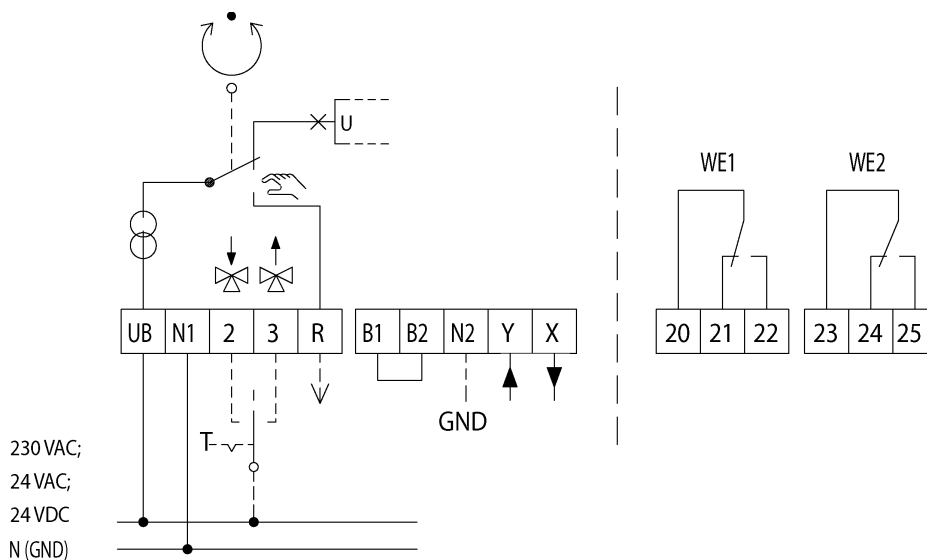 U
WE1 WE2
UB N1 2 3 R B1 B2 N2 Y X 20 21 22 23 24 25
GND
T
230 VAC;
24 VAC;
24 VDC
N (GND)